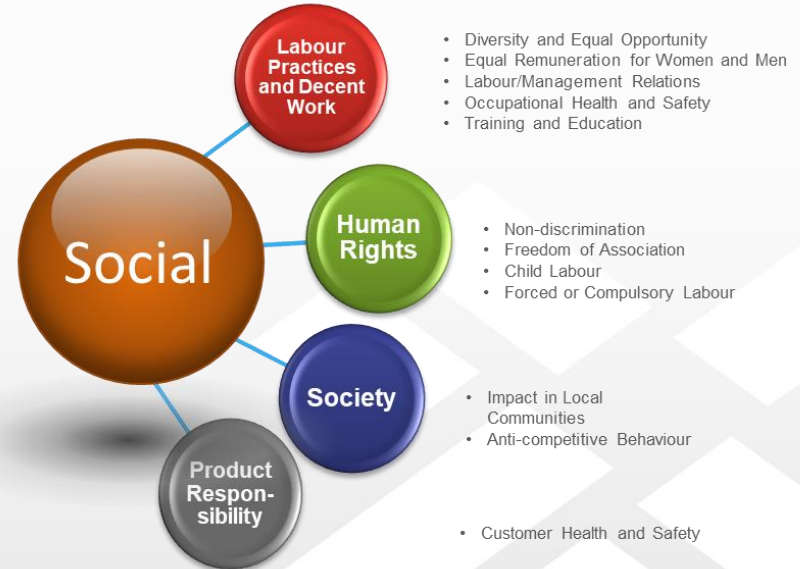 Social
Labour
Practices
and Decent
Work
• Diversity and Equal Opportunity
• Equal Remuneration for Women and Men
• Labour/Management Relations
• Occupational Health and Safety
• Training and Education
Human
Rights
• Non-discrimination
• Freedom of Association
• Child Labour
• Forced or Compulsory Labour
Society
• Impact in Local
Communities
• Anti-competitive Behaviour
Product
Respon-
sibility
• Customer Health and Safety